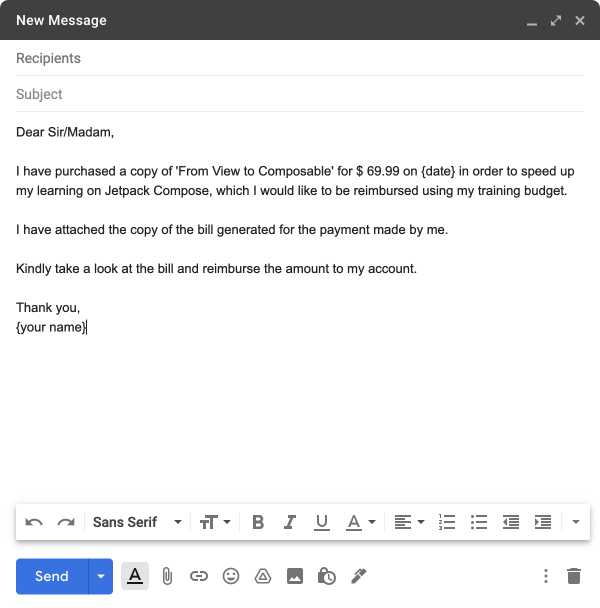 New Message
Recipients
Subject
Dear Sir/Madam,
I have purchased a copy of 'From View to Composable' for $ 69.99 on {date} in order to speed up
my learning on Jetpack Compose, which I would like to be reimbursed using my training budget.
I have attached the copy of the bill generated for the payment made by me.
Kindly take a look at the bill and reimburse the amount to my account.
Thank you,
{your name}
Sans Serif
Send